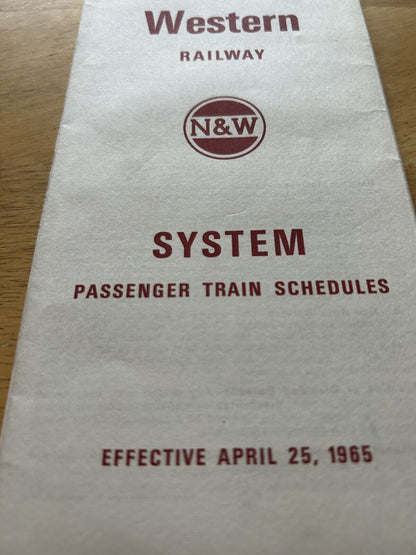 Western
RAILWAY
N&W
SYSTEM
PASSENGER TRAIN SCHEDULES
EFFECTIVE APRIL 25, 1965